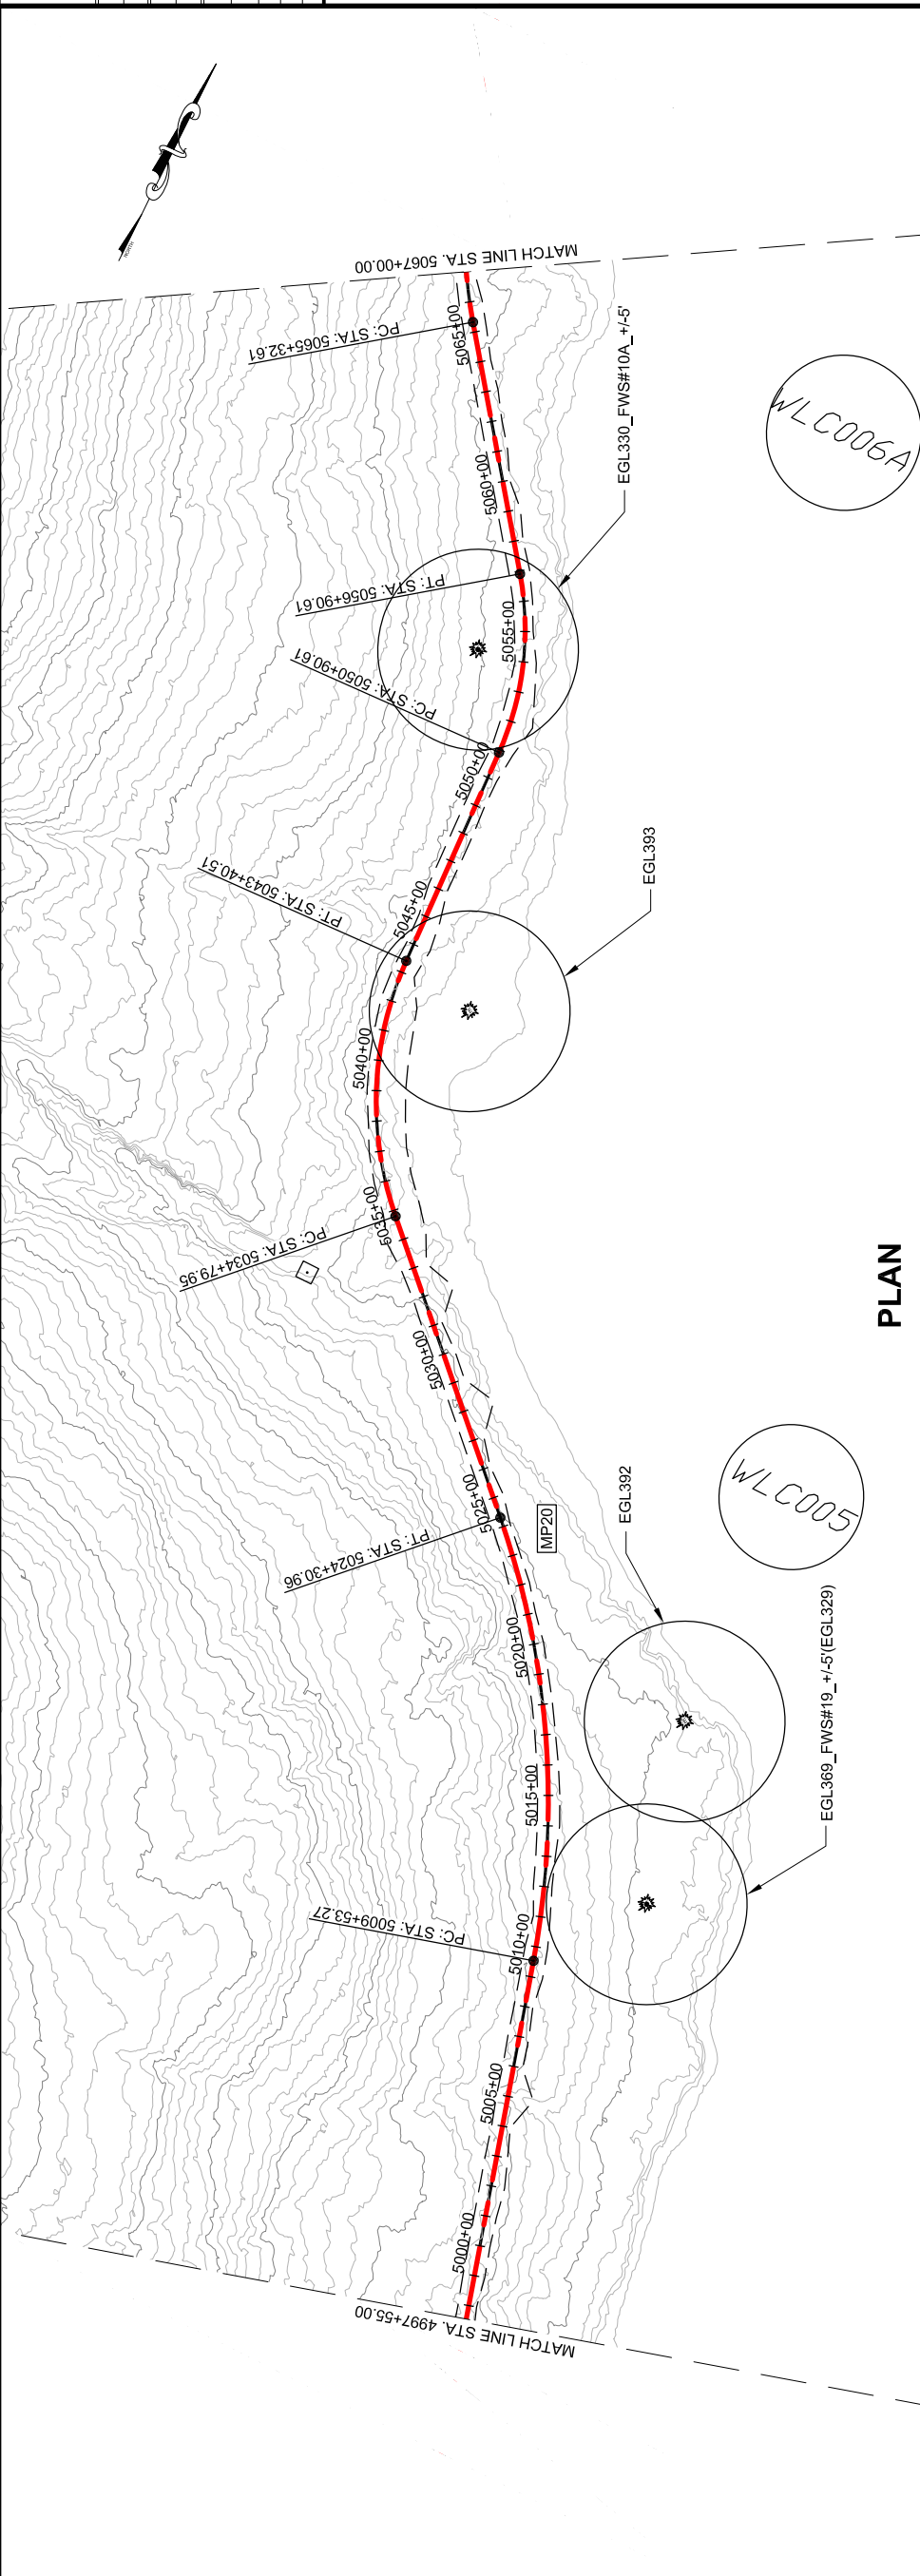 NORTH
MATCH LINE STA. 5067+00.00
PC: STA: 5065+32.61
5065+00
EGL330_FWS#10A_+/-5'
WLC006A
5060+00
PT: STA: 5056+90.61
5055+00
PC: STA: 5050+90.61
5050+00
EGL393
PT: STA: 5043+40.51
5045+00
5040+00
5035+00
PC: STA: 5034+79.95
5030+00
PLAN
5025+00
PT: STA: 5024+30.96
MP20
EGL392
WLC005
5020+00
EGL369_FWS#19_+/-5'(EGL329)
5015+00
PC: STA: 5009+53.27
5010+00
5005+00
5000+00
MATCH LINE STA. 4997+55.00